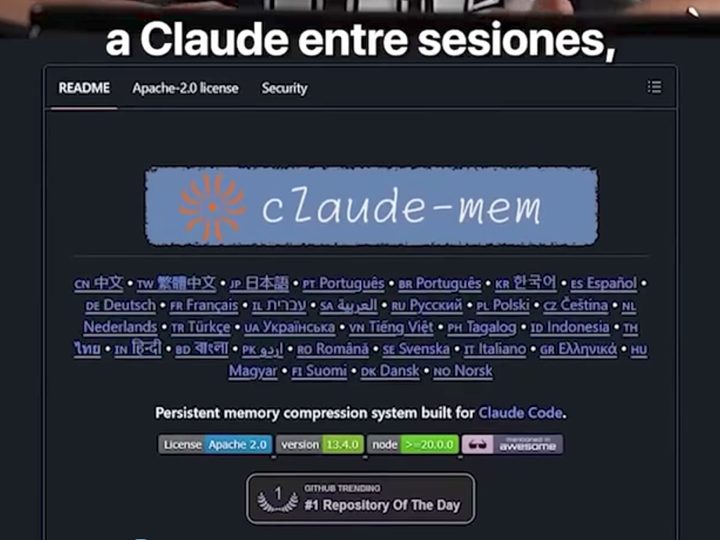 a Claude entre sesiones,
README Apache-2.0 license Security
claude-mem
CN 中文 • TW 繁體中文 • JP 日本語 • PT Português • BR Português • KR 한국어 • ES Español •
DE Deutsch • FR Français • IL עברית • SA العربية • RU Русский • PL Polski • CZ Čeština • NL
Nederlands • TR Türkçe • UA Українська • VN Tiếng Việt • PH Tagalog • ID Indonesia • TH
ไทย • IN हिन्दी • BD বাংলা • PK اردو • RO Română • SE Svenska • IT Italiano • GR Ελληνικά • HU
Magyar • FI Suomi • DK Dansk • NO Norsk
Persistent memory compression system built for Claude Code.
License Apache 2.0 version 13.4.0 node >=20.0.0 mentioned in awesome
1 GITHUB TRENDING
#1 Repository Of The Day